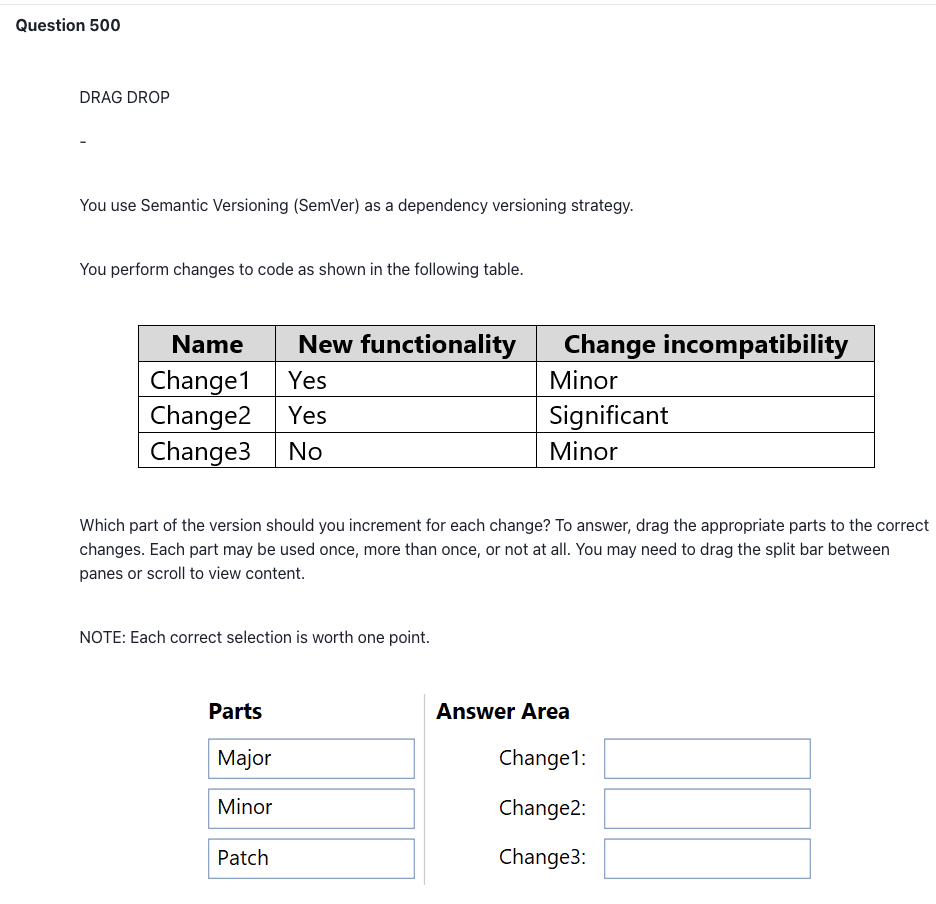 Question 500
DRAG DROP
-
You use Semantic Versioning (SemVer) as a dependency versioning strategy.
You perform changes to code as shown in the following table.
Name New functionality Change incompatibility
Change1 Yes Minor
Change2 Yes Significant
Change3 No Minor
Which part of the version should you increment for each change? To answer, drag the appropriate parts to the correct
changes. Each part may be used once, more than once, or not at all. You may need to drag the split bar between
panes or scroll to view content.
NOTE: Each correct selection is worth one point.
Parts Answer Area
Major Change1:
Minor Change2:
Patch Change3: